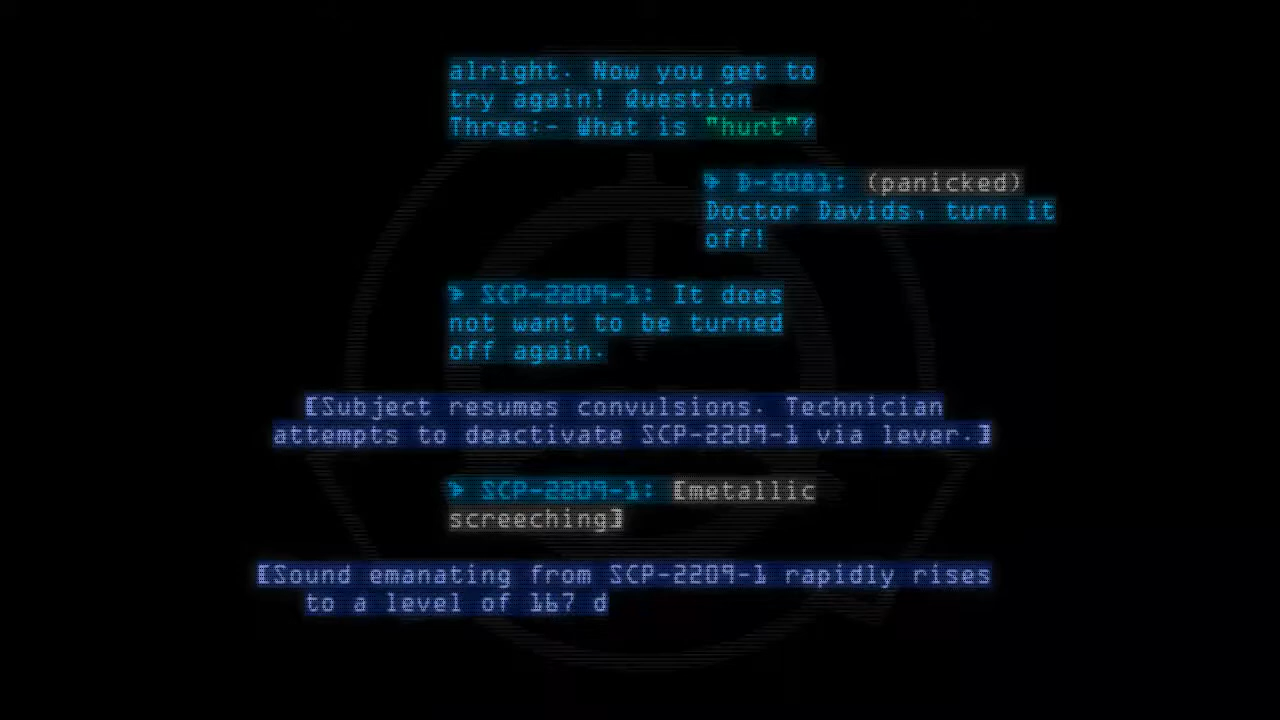 alright. Now you get to
try again! Question
Three:- What is "hurt"?
> D-5081: (panicked)
Doctor Davids, turn it
off!
> SCP-2209-1: It does
not want to be turned
off again.
[Subject resumes convulsions. Technician
attempts to deactivate SCP-2209-1 via lever.]
> SCP-2209-1: [metallic
screeching]
[Sound emanating from SCP-2209-1 rapidly rises
to a level of 167 d